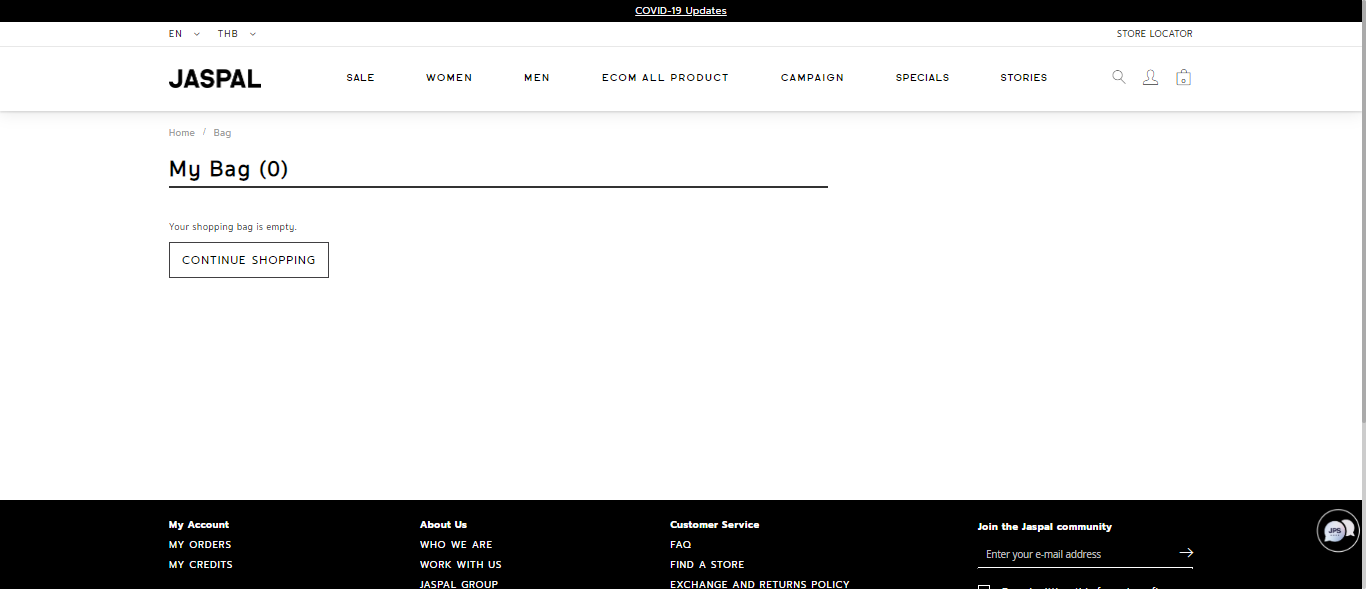 COVID-19 Updates
EN THB STORE LOCATOR
JASPAL SALE WOMEN MEN ECOM ALL PRODUCT CAMPAIGN SPECIALS STORIES 0
Home / Bag
My Bag (0)
Your shopping bag is empty.
CONTINUE SHOPPING
My Account
MY ORDERS
MY CREDITS
About Us
WHO WE ARE
WORK WITH US
JASPAL GROUP
Customer Service
FAQ
FIND A STORE
EXCHANGE AND RETURNS POLICY
Join the Jaspal community
Enter your e-mail address
JPS